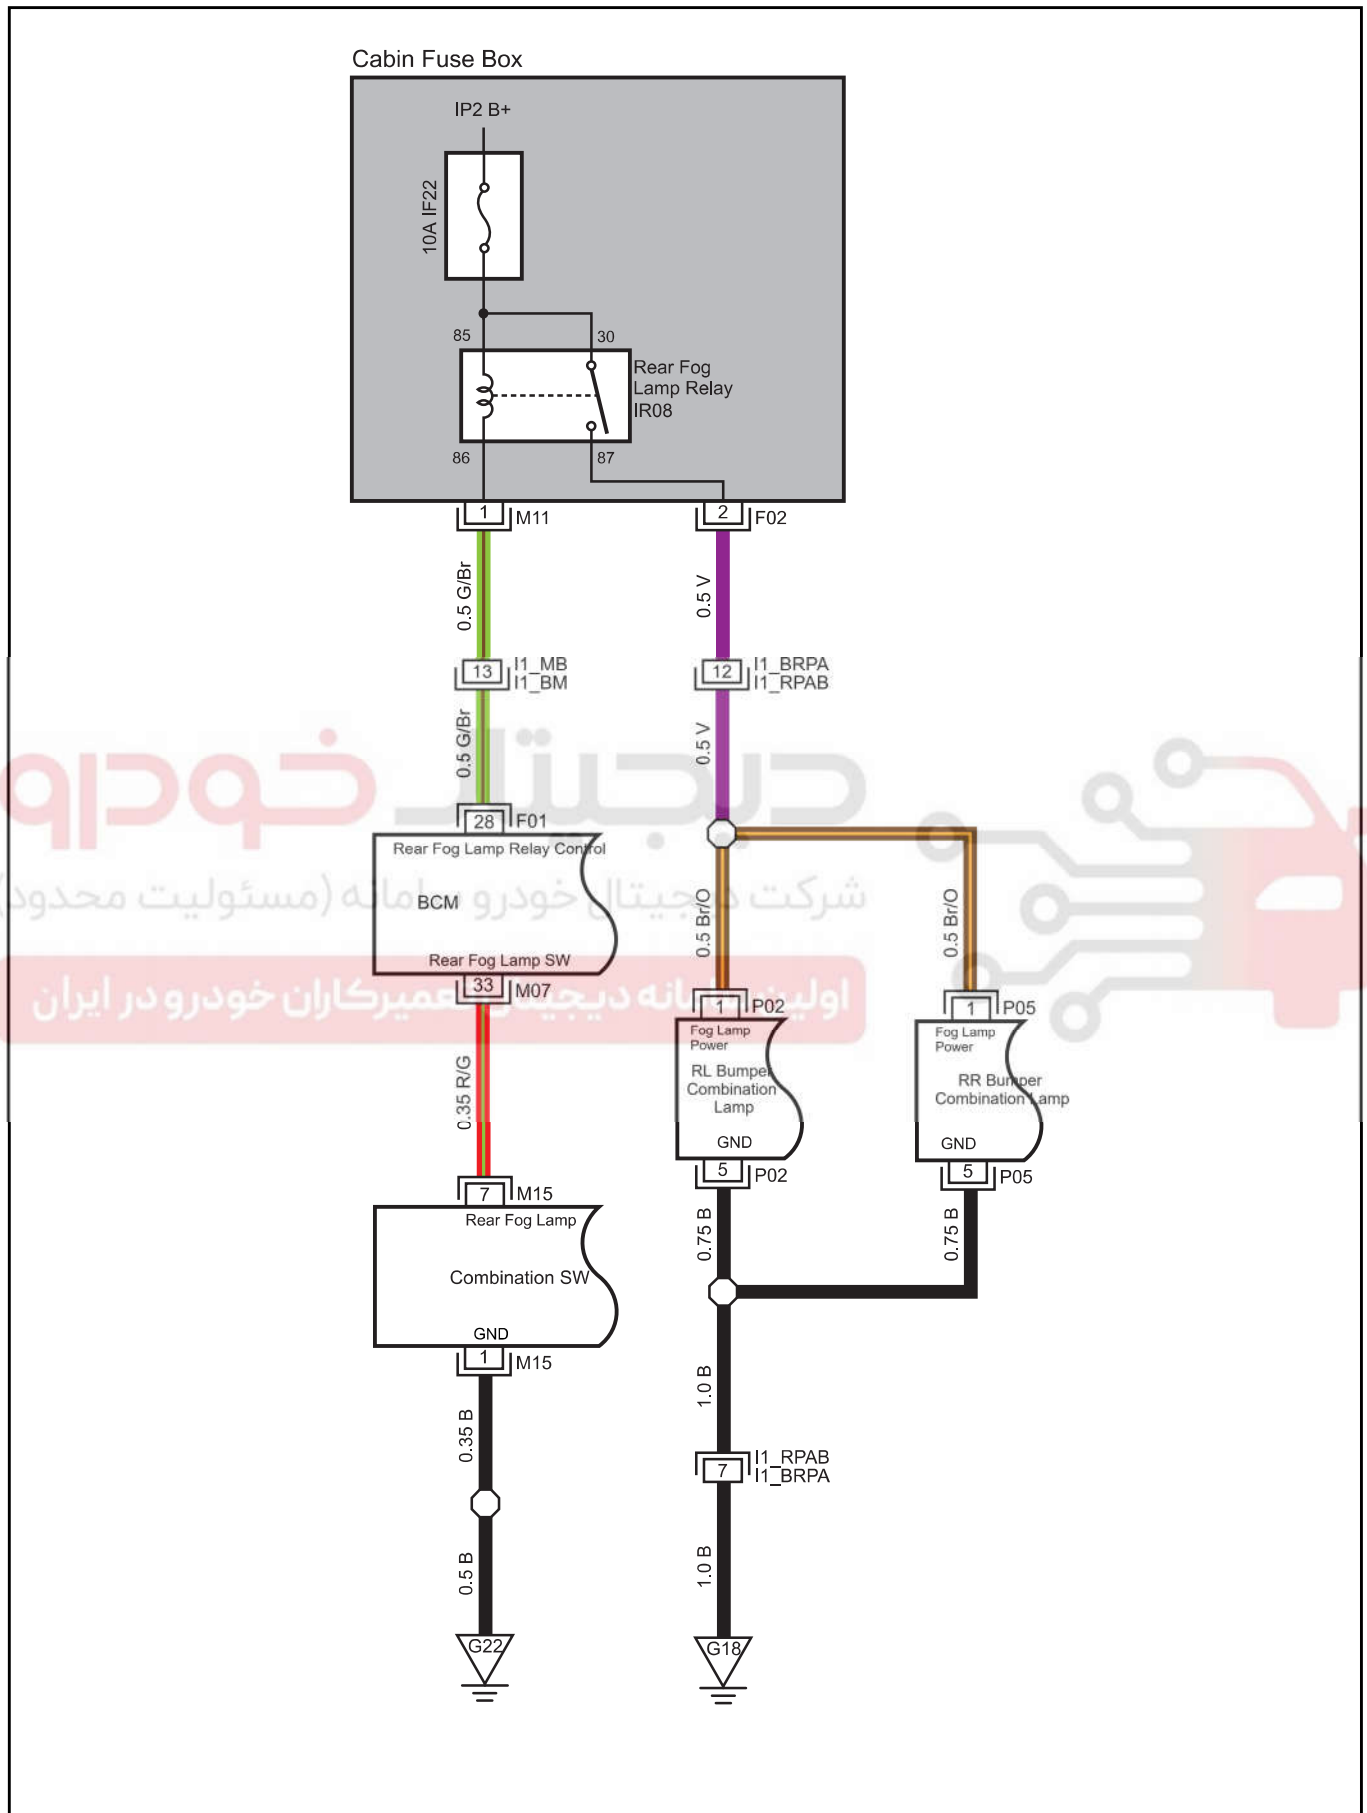 Cabin Fuse Box
IP2 B+
10A IF22
85
30
Rear Fog
Lamp Relay
IR08
86
87
1
M11
2
F02
0.5 G/Br
0.5 V
13
I1_MB
I1_BM
12
I1_BRPA
I1_RPAB
0.5 G/Br
0.5 V
دیجیتال خودرو
28
F01
Rear Fog Lamp Relay Control
BCM
Rear Fog Lamp SW
شرکت دیجیتال خودرو سامانه (مسئولیت محدود)
0.5 Br/O
0.5 Br/O
33
M07
اولین سامانه دیجیتال تعمیرکاران خودرو در ایران
1
P02
1
P05
Fog Lamp
Power
RL Bumper
Combination
Lamp
GND
Fog Lamp
Power
RR Bumper
Combination Lamp
GND
0.35 R/G
5
P02
5
P05
7
M15
Rear Fog Lamp
Combination SW
GND
0.75 B
0.75 B
1
M15
1.0 B
0.35 B
7
I1_RPAB
I1_BRPA
0.5 B
1.0 B
G22
G18